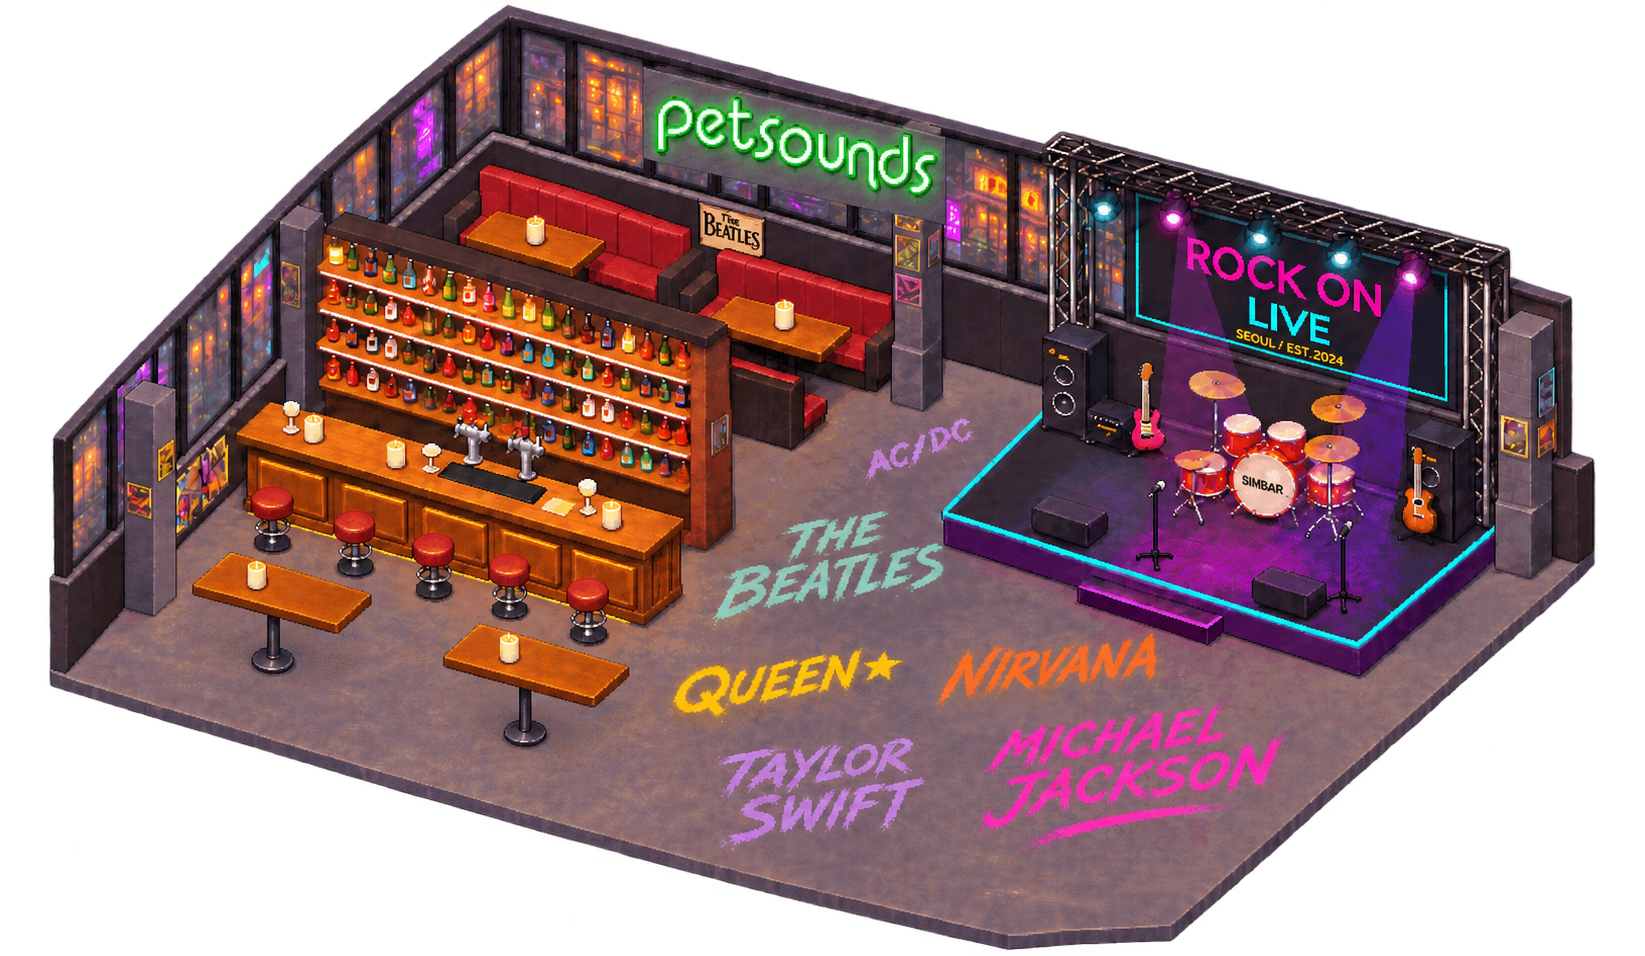 petsounds
THE
BEATLES
ROCK ON
LIVE
SEOUL / EST.2024
SIMBAR
AC/DC
THE
BEATLES
QUEEN★
NIRVANA
TAYLOR
SWIFT
MICHAEL
JACKSON